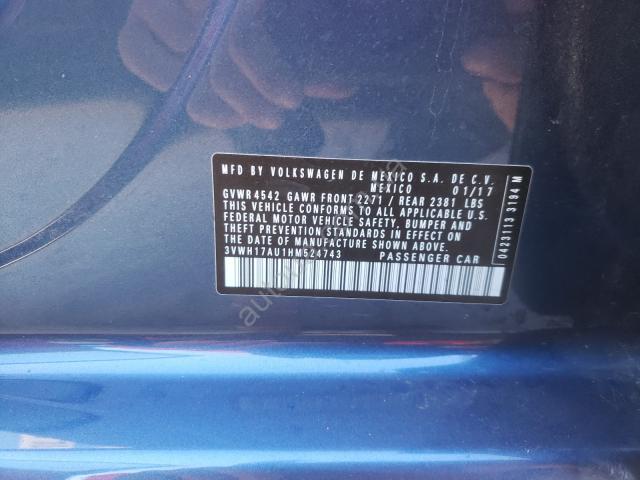 MFD BY VOLKSWAGEN DE MEXICO S.A. DE C.V.
MEXICO 01/17
GVWR 4542 GAWR FRONT 2271 / REAR 2381 LBS
THIS VEHICLE CONFORMS TO ALL APPLICABLE U.S.
FEDERAL MOTOR VEHICLE SAFETY, BUMPER AND
THEFT PREVENTION STANDARDS IN EFFECT ON
THE DATE OF MANUFACTURE SHOWN ABOVE.
3VWH17AU1HM524743 PASSENGER CAR
0423113 3194 M